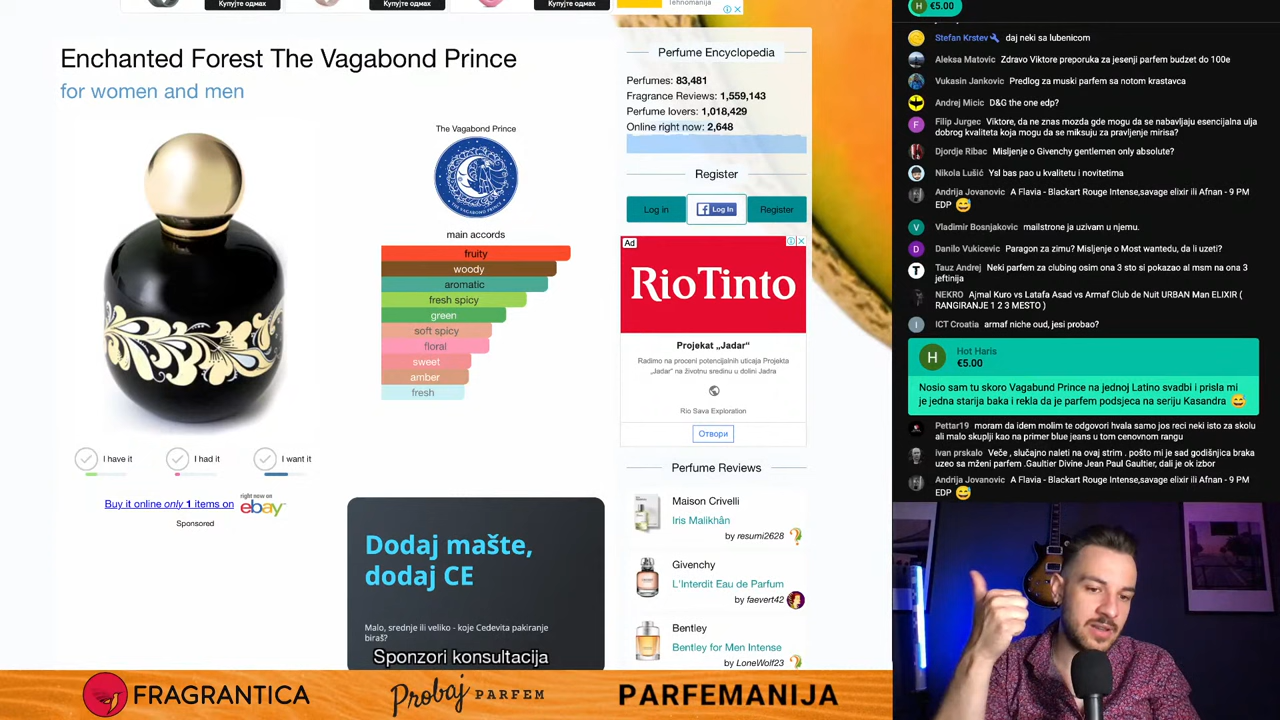 Купујте одмах
Купујте одмах
Купујте одмах
Tehnomanija
Enchanted Forest The Vagabond Prince
for women and men
The Vagabond Prince
THE VAGABOND PRINCE
main accords
fruity
woody
aromatic
fresh spicy
green
soft spicy
floral
sweet
amber
fresh
I have it
I had it
I want it
Buy it online only 1 items on
right now on
ebay
Sponsored
Dodaj mašte,
dodaj CE
Malo, srednje ili veliko - koje Cedevita pakiranje
biraš?
Sponzori konsultacija
Perfume Encyclopedia
Perfumes: 83,481
Fragrance Reviews: 1,559,143
Perfume lovers: 1,018,429
Online right now: 2,648
Register
Log in
Log In
Register
Ad
RioTinto
Projekat „Jadar“
Radimo na proceni potencijalnih uticaja Projekta
„Jadar“ na životnu sredinu u dolini Jadra
Rio Sava Exploration
Отвори
Perfume Reviews
Maison Crivelli
Iris Malikhân
by resumi2628
Givenchy
L'Interdit Eau de Parfum
by faevert42
Bentley
Bentley for Men Intense
by LoneWolf23
H €5.00
Stefan Krstev daj neki sa lubenicom
Aleksa Matovic Zdravo Viktore preporuka za jesenji parfem budzet do 100e
Vukasin Jankovic Predlog za muski parfem sa notom krastavca
Andrej Micic D&G the one edp?
F Filip Jurgec Viktore, da ne znas mozda gde mogu da se nabavljaju esencijalna ulja
dobrog kvaliteta koja mogu da se miksuju za pravljenje mirisa?
Djordje Ribac Misljenje o Givenchy gentlemen only absolute?
Nikola Lušić Ysl bas pao u kvalitetu i novitetima
Andrija Jovanovic A Flavia - Blackart Rouge Intense,savage elixir ili Afnan - 9 PM
EDP 😅
V Vladimir Bosnjakovic mailstrone ja uzivam u njemu.
D Danilo Vukicevic Paragon za zimu? Misljenje o Most wantedu, da li uzeti?
T Tauz Andrej Neki parfem za clubing osim ona 3 sto si pokazao al msm na ona 3
jeftinija
NEKRO Ajmal Kuro vs Latafa Asad vs Armaf Club de Nuit URBAN Man ELIXIR (
RANGIRANJE 1 2 3 MESTO )
I ICT Croatia armaf niche oud, jesi probao?
H Hot Haris
€5.00
Nosio sam tu skoro Vagabund Prince na jednoj Latino svadbi i prisla mi
je jedna starija baka i rekla da je parfem podsjeca na seriju Kasandra 😅
Pettar19 moram da idem molim te odgovori hvala samo jos reci neki isto za skolu
ali malo skuplji kao na primer blue jeans u tom cenovnom rangu
ivan prskalo Veče , slučajno naleti na ovaj strim . pošto mi je sad godišnjica braka
uzeo sa mženi parfem .Gaultier Divine Jean Paul Gaultier, dali je ok izbor
Andrija Jovanovic A Flavia - Blackart Rouge Intense,savage elixir ili Afnan - 9 PM
EDP 😅
FRAGRANTICA
Probaj PARFEM
PARFEMANIJA